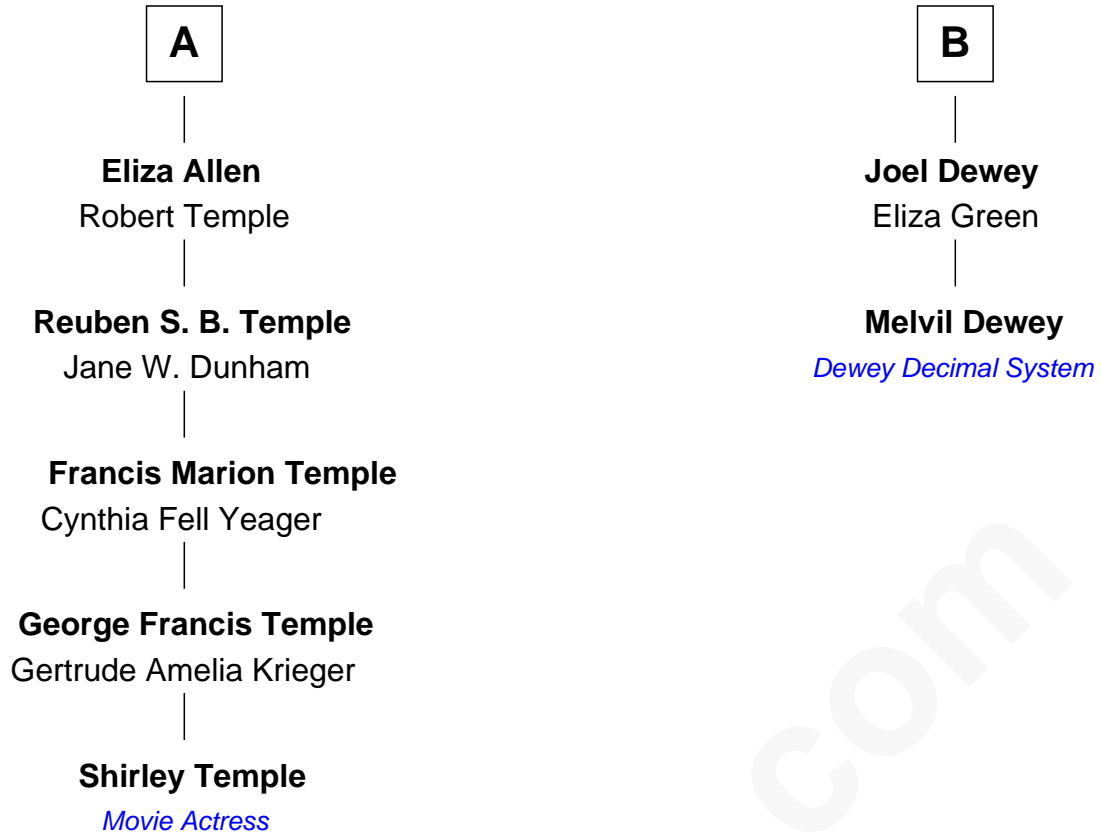 A
Eliza Allen
Robert Temple
Reuben S. B. Temple
Jane W. Dunham
Francis Marion Temple
Cynthia Fell Yeager
George Francis Temple
Gertrude Amelia Krieger
Shirley Temple
Movie Actress
B
Joel Dewey
Eliza Green
Melvil Dewey
Dewey Decimal System
com